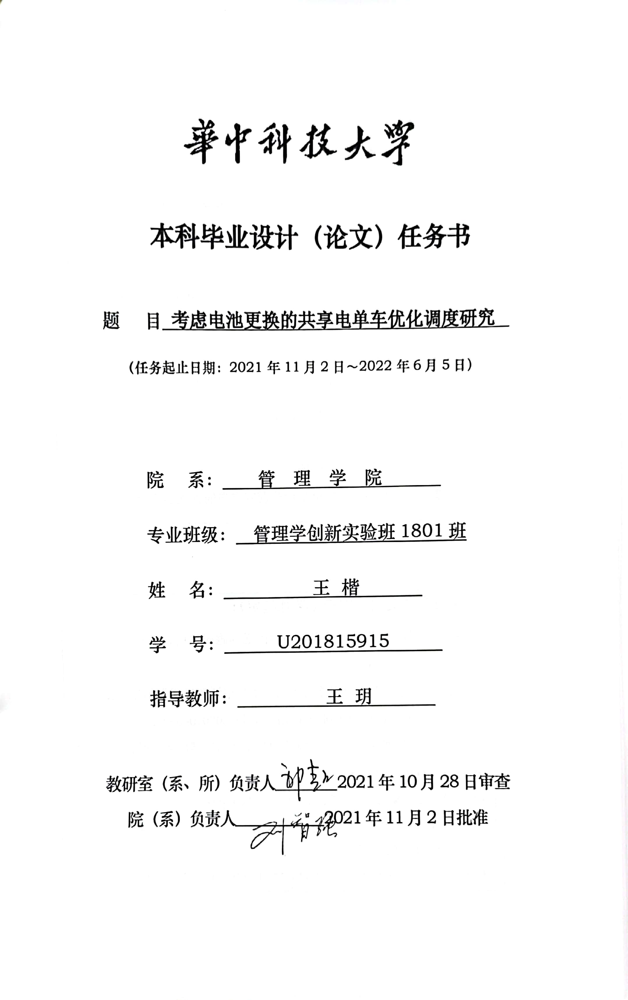 華中科技大学
本科毕业设计（论文）任务书
题 目 考虑电池更换的共享电单车优化调度研究
（任务起止日期：2021 年 11 月 2 日～2022 年 6 月 5 日）
院 系： 管 理 学 院
专业班级： 管理学创新实验班 1801 班
姓 名： 王 楷
学 号： U201815915
指导教师： 王 玥
教研室（系、所）负责人 2021 年 10 月 28 日审查
院（系）负责人 刘智强 2021 年 11 月 2 日批准